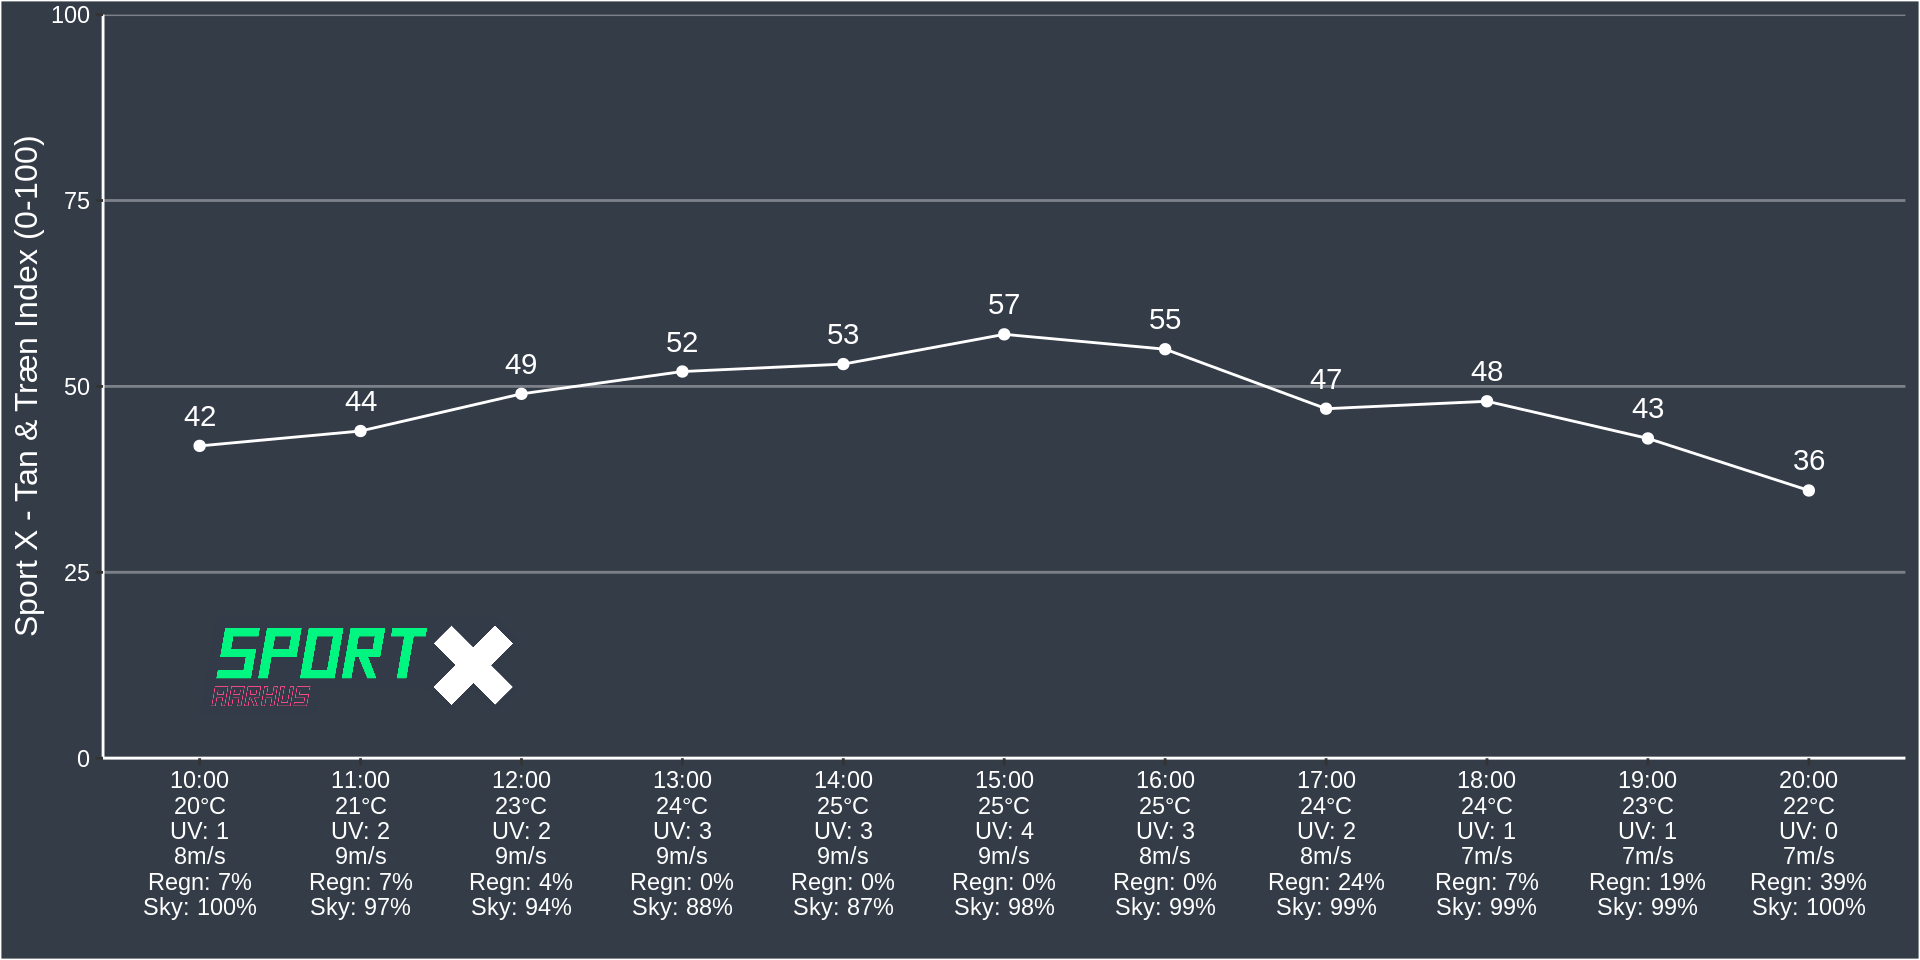 Sport X - Tan & Træn Index (0-100)
100
75
50
25
0
42
44
49
52
53
57
55
47
48
43
36
SPORT X
AARHUS
10:00 11:00 12:00 13:00 14:00 15:00 16:00 17:00 18:00 19:00 20:00
20°C 21°C 23°C 24°C 25°C 25°C 25°C 24°C 24°C 23°C 22°C
UV: 1 UV: 2 UV: 2 UV: 3 UV: 3 UV: 4 UV: 3 UV: 2 UV: 1 UV: 1 UV: 0
8m/s 9m/s 9m/s 9m/s 9m/s 9m/s 8m/s 8m/s 7m/s 7m/s 7m/s
Regn: 7% Regn: 7% Regn: 4% Regn: 0% Regn: 0% Regn: 0% Regn: 0% Regn: 24% Regn: 7% Regn: 19% Regn: 39%
Sky: 100% Sky: 97% Sky: 94% Sky: 88% Sky: 87% Sky: 98% Sky: 99% Sky: 99% Sky: 99% Sky: 99% Sky: 100%